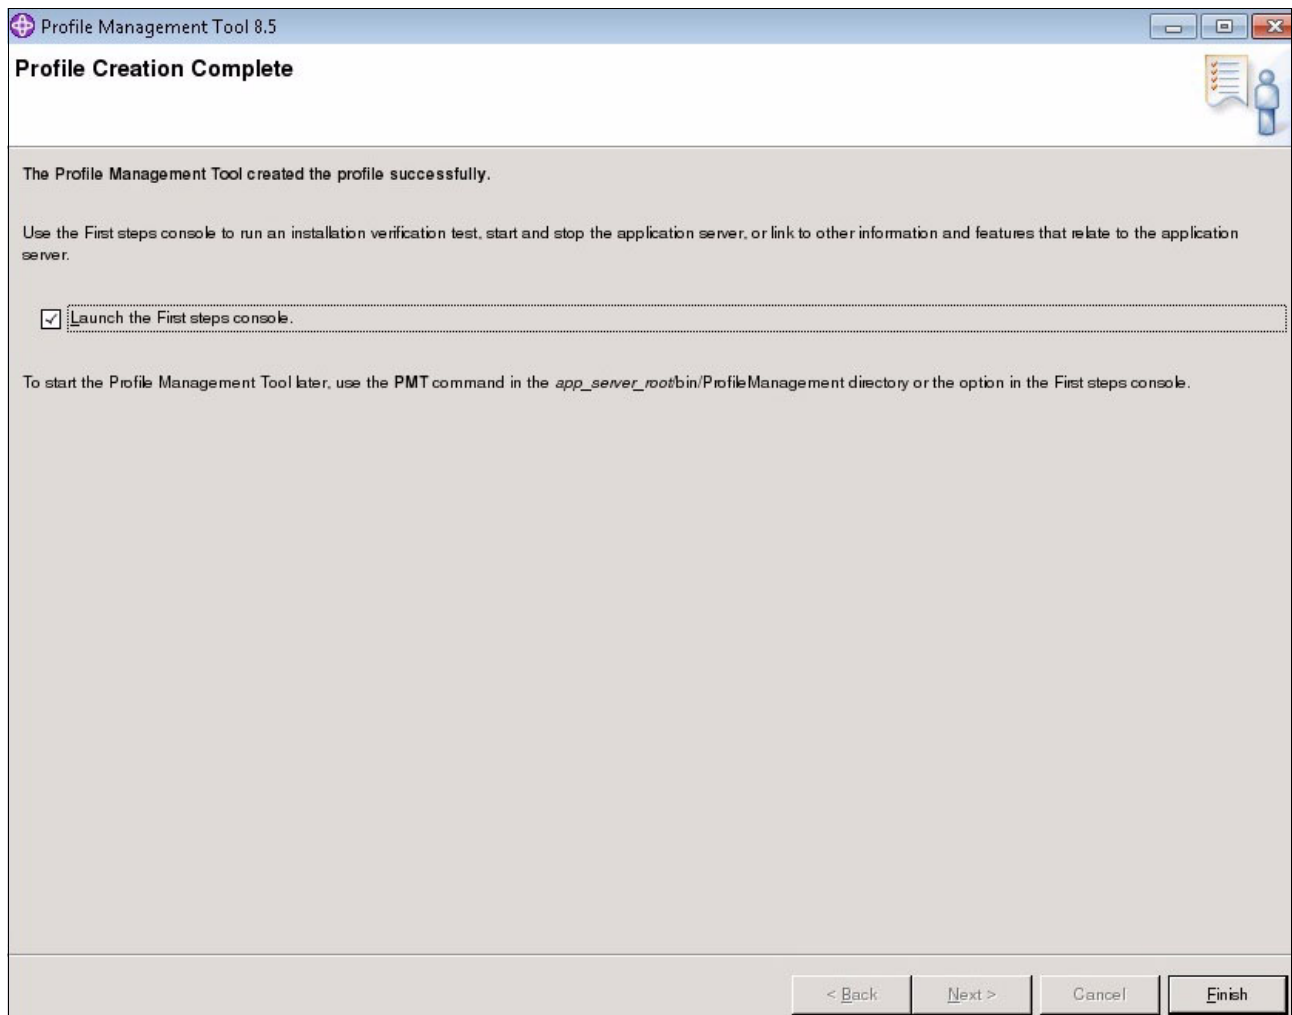 Profile Management Tool 8.5
Profile Creation Complete
The Profile Management Tool created the profile successfully.
Use the First steps console to run an installation verification test, start and stop the application server, or link to other information and features that relate to the application
server.
Launch the First steps console.
To start the Profile Management Tool later, use the PMT command in the app_server_root/bin/ProfileManagement directory or the option in the First steps console.
< Back Next > Cancel Finish